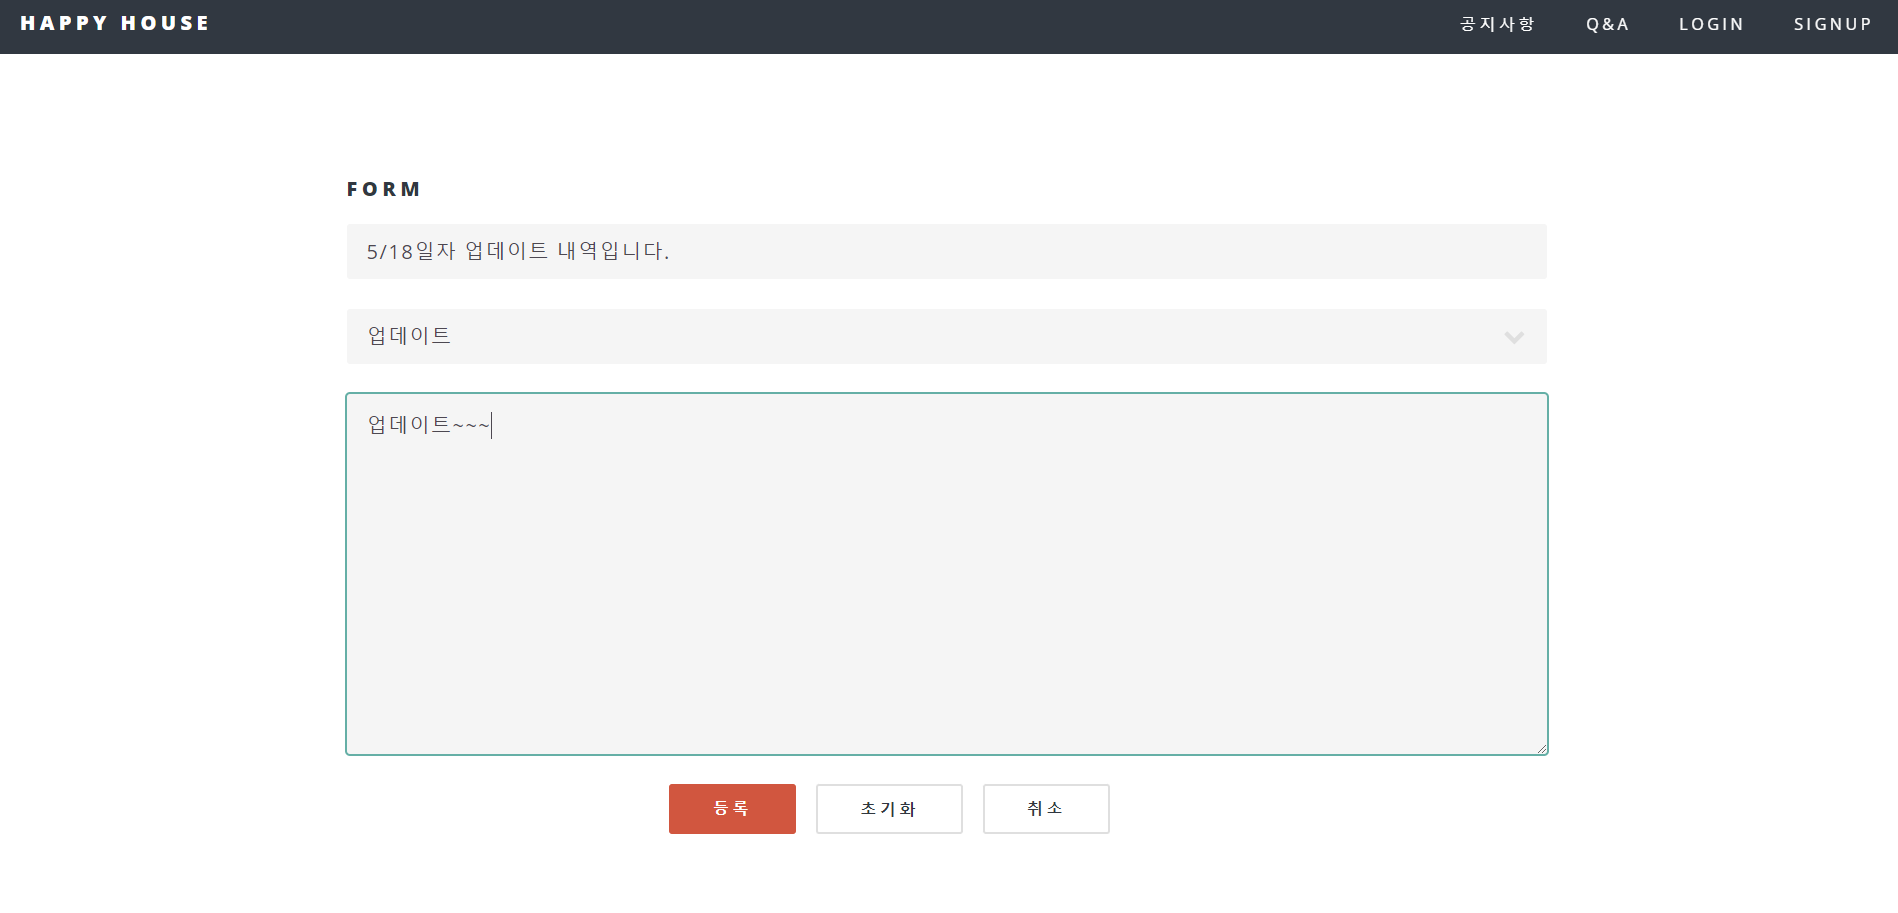 HAPPY HOUSE
공지사항 Q&A LOGIN SIGNUP
FORM
5/18일자 업데이트 내역입니다.
업데이트
업데이트~~~
등록 초기화 취소